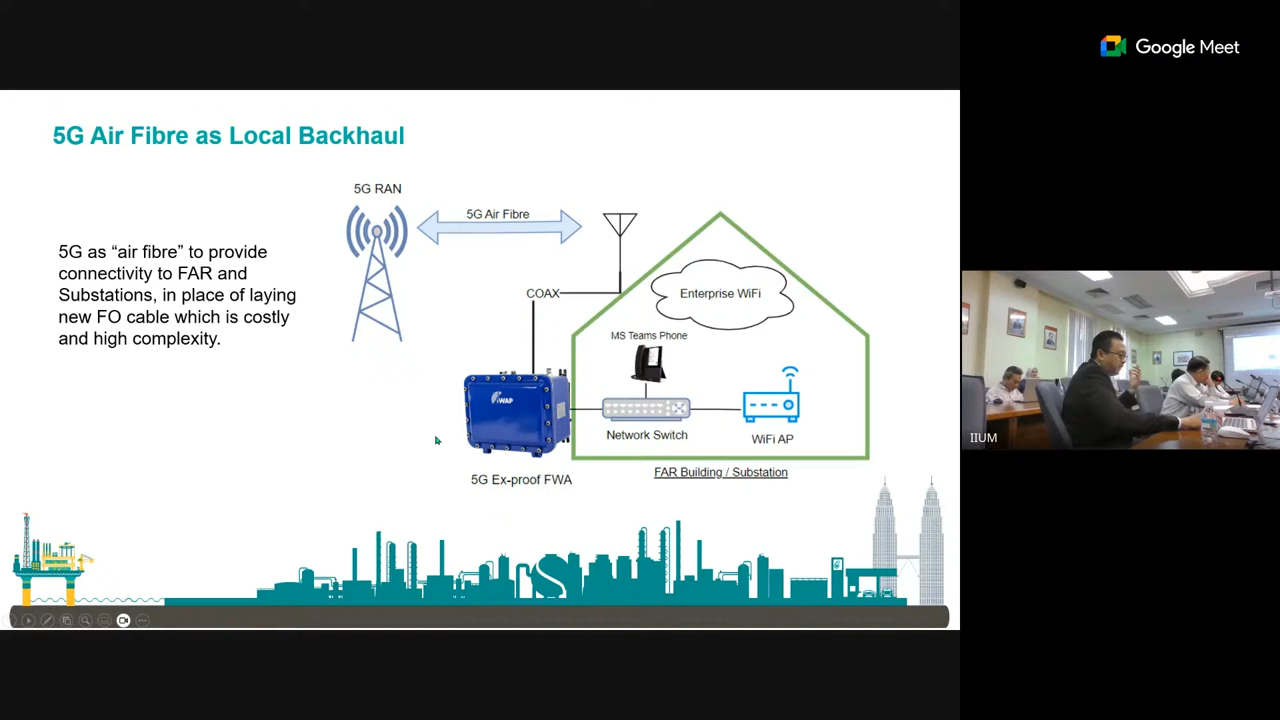 Google Meet
5G Air Fibre as Local Backhaul
5G RAN
5G Air Fibre
5G as “air fibre” to provide
connectivity to FAR and
Substations, in place of laying
new FO cable which is costly
and high complexity.
COAX
Enterprise WiFi
MS Teams Phone
iWAP
Network Switch
WiFi AP
5G Ex-proof FWA
FAR Building / Substation
IIUM